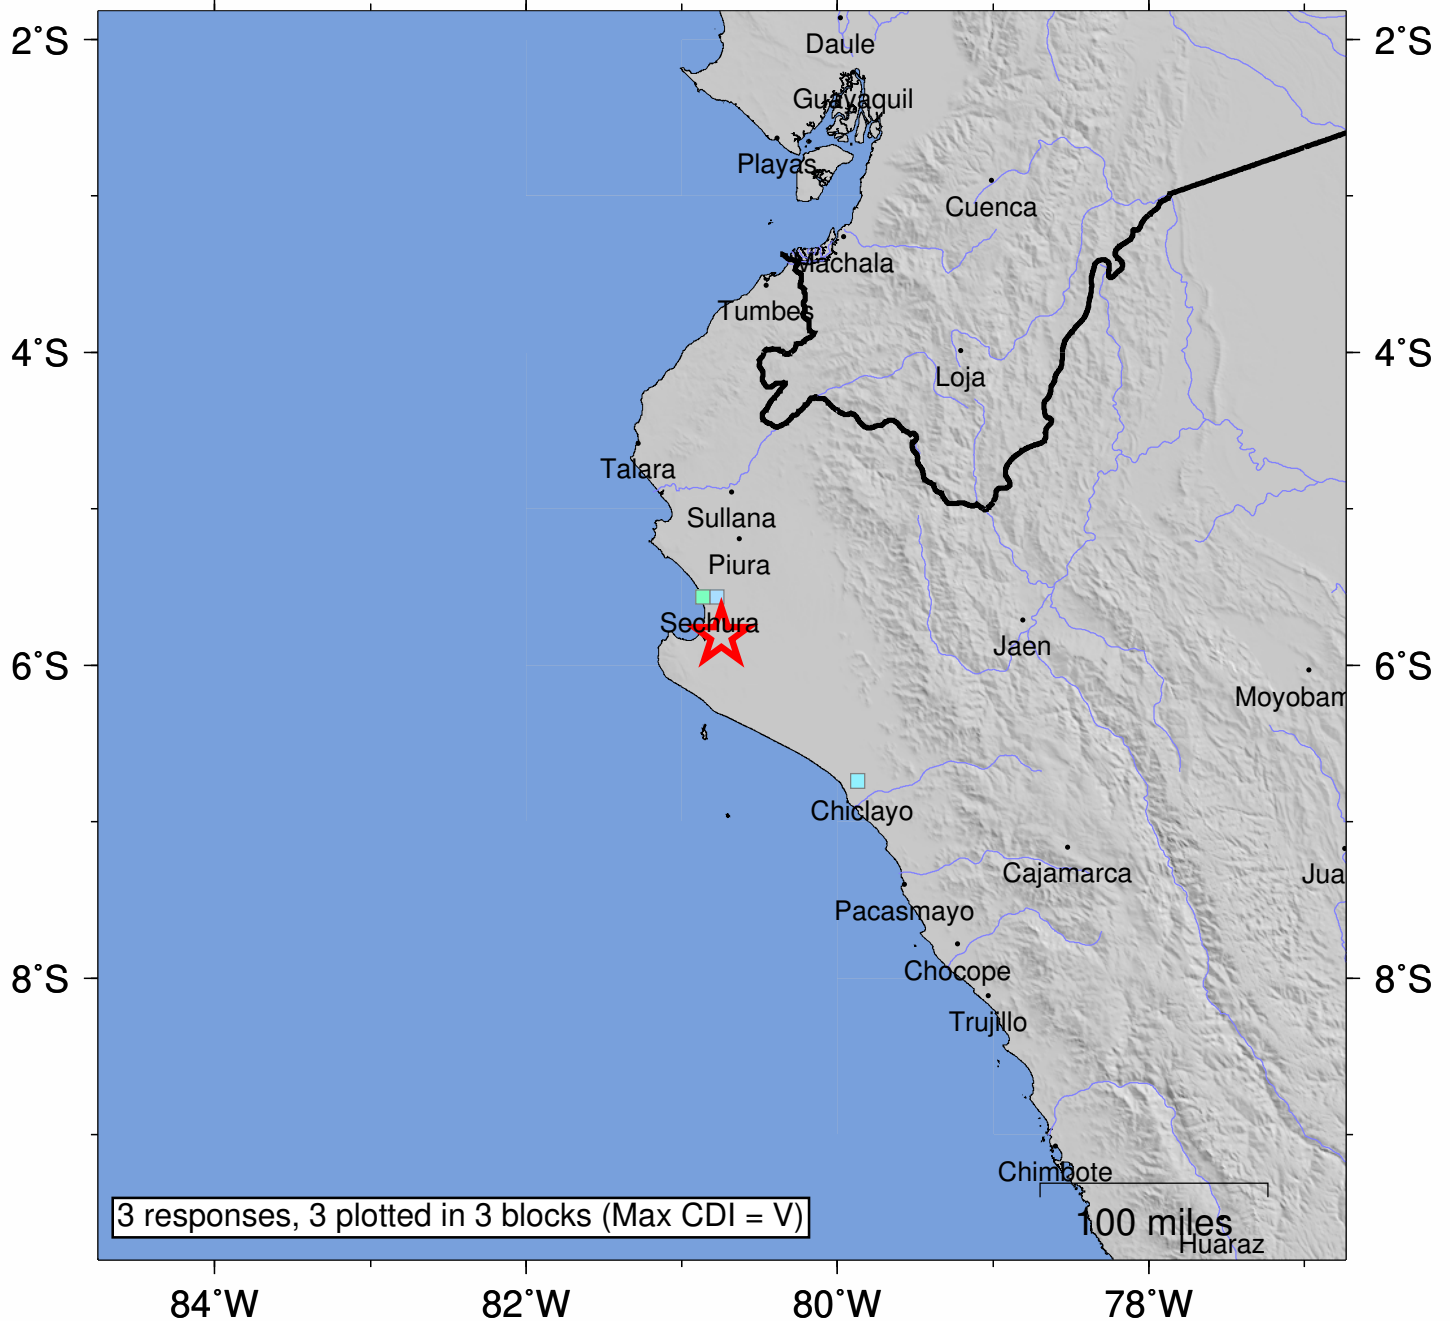 2°S
2°S
Daule
Guayaquil
Playas
Cuenca
Machala
Tumbes
4°S
4°S
Loja
Talara
Sullana
Piura
Sechura
Jaen
6°S
6°S
Moyobam
Chiclayo
Cajamarca
Jua
Pacasmayo
Chocope
8°S
8°S
Trujillo
Chimbote
3 responses, 3 plotted in 3 blocks (Max CDI = V)
100 miles
Huaraz
84°W
82°W
80°W
78°W